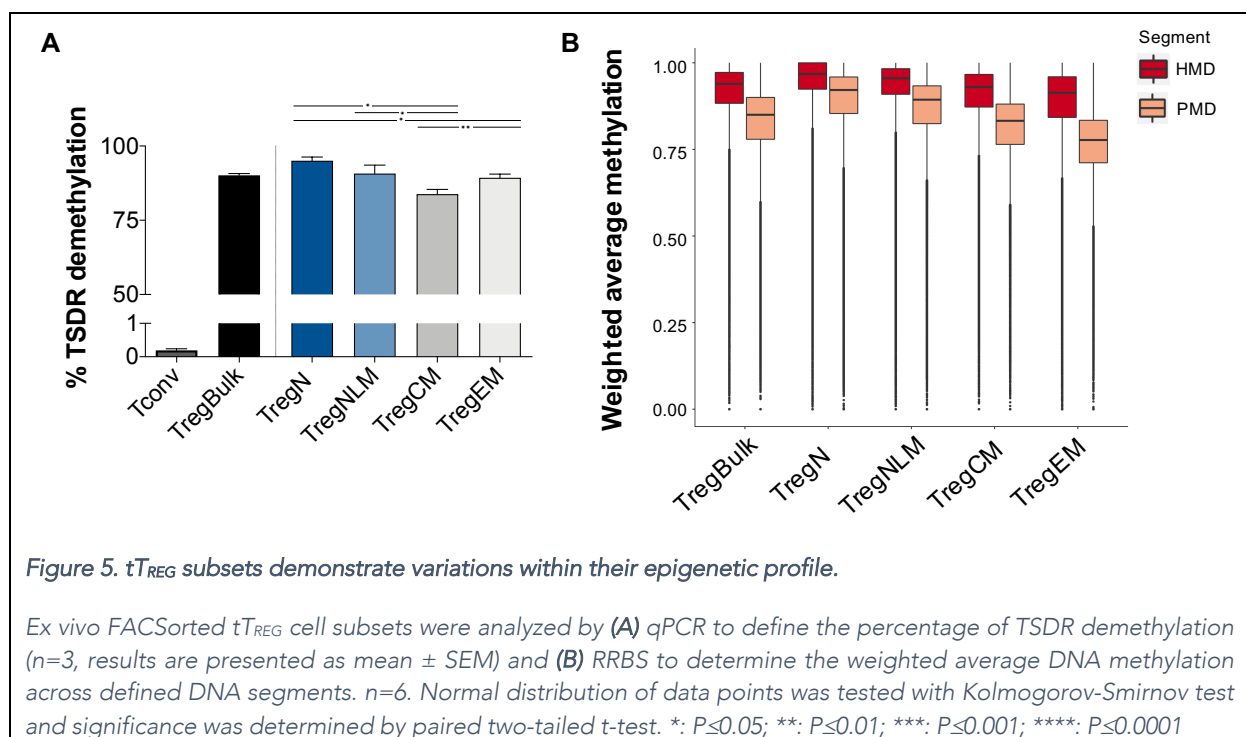 A
B
Segment
HMD
PMD
* 
*
*
**
% TSDR demethylation
100
75
50
1
0
Tconv
TregBulk
TregN
TregNLM
TregCM
TregEM
Weighted average methylation
1.00
0.75
0.50
0.25
0.00
TregBulk
TregN
TregNLM
TregCM
TregEM
Figure 5. tTREG subsets demonstrate variations within their epigenetic profile.
Ex vivo FACSorted tTREG cell subsets were analyzed by (A) qPCR to define the percentage of TSDR demethylation
(n=3, results are presented as mean ± SEM) and (B) RRBS to determine the weighted average DNA methylation
across defined DNA segments. n=6. Normal distribution of data points was tested with Kolmogorov-Smirnov test
and significance was determined by paired two-tailed t-test. *: P≤0.05; **: P≤0.01; ***: P≤0.001; ****: P≤0.0001